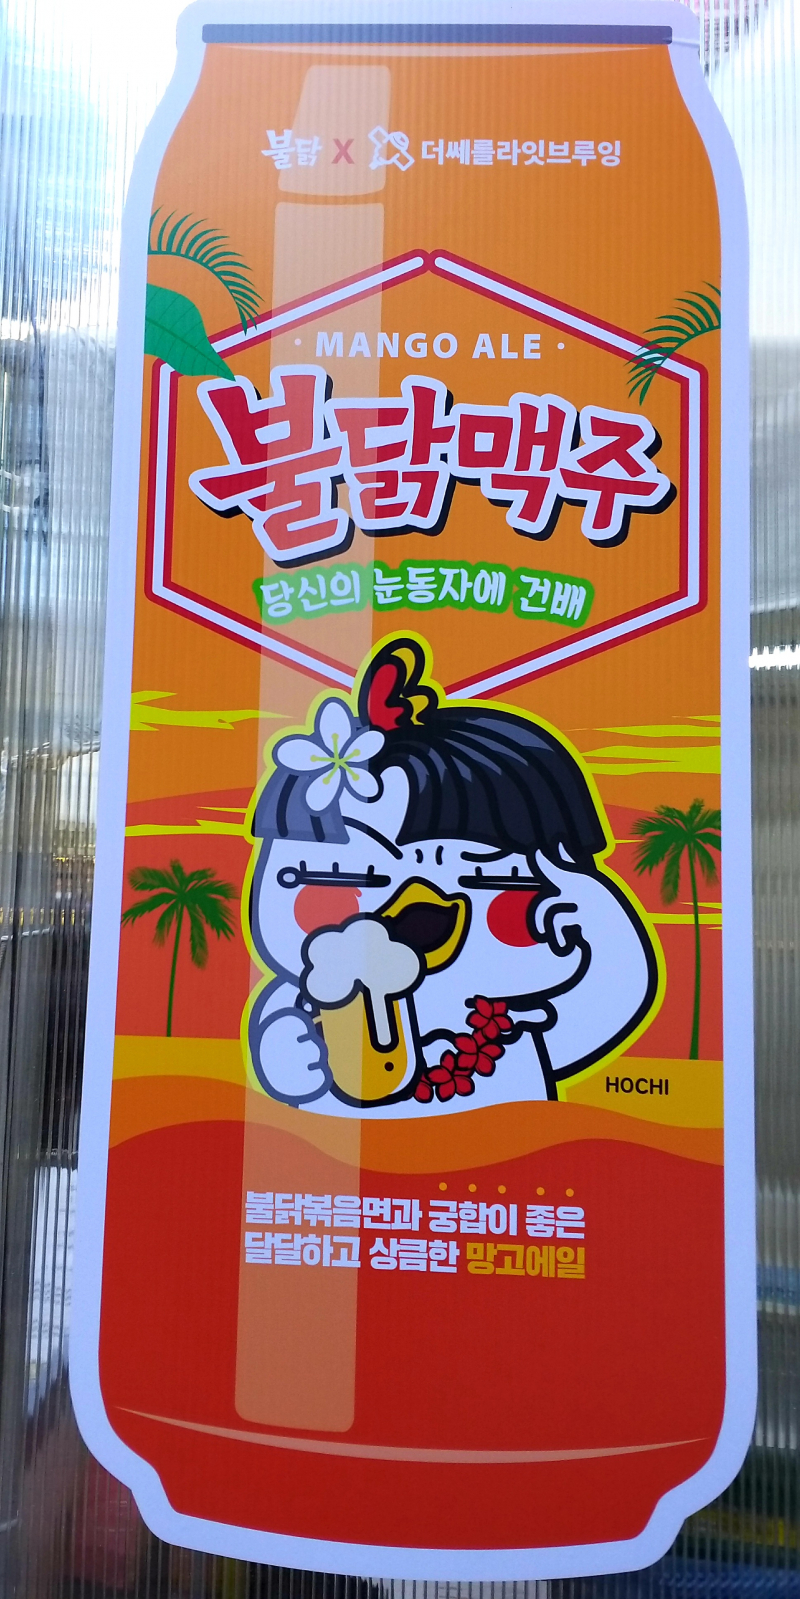 불닭 X 더쎄를라잇브루잉
· MANGO ALE ·
불닭맥주
당신의 눈동자에 건배
HOCHI
불닭볶음면과 궁합이 좋은
달달하고 상큼한 망고에일